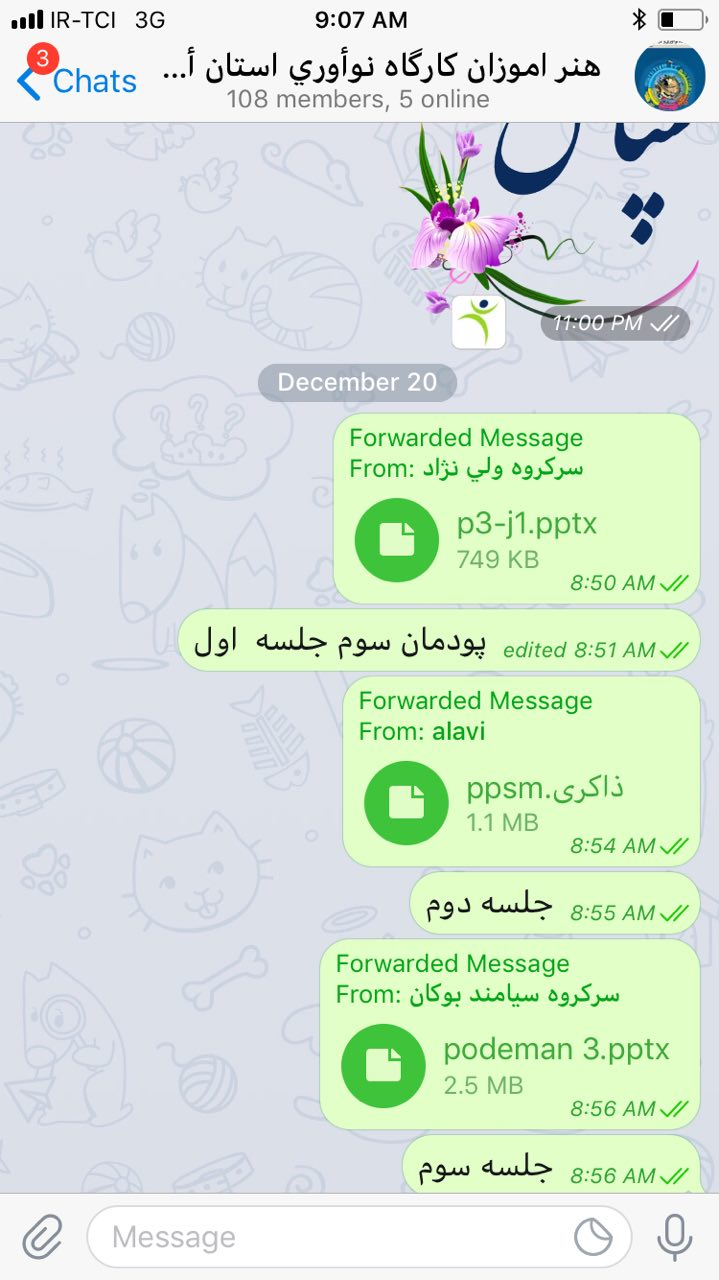 IR-TCI 3G 9:07 AM
3
Chats
هنر اموزان کارگاه نوأوري استان أ...
108 members, 5 online
11:00 PM
December 20
Forwarded Message
From: سرکروه ولي نژاد
p3-j1.pptx
749 KB
8:50 AM
پودمان سوم جلسه اول
edited 8:51 AM
Forwarded Message
From: alavi
ذاکری.ppsm
1.1 MB
8:54 AM
جلسه دوم
8:55 AM
Forwarded Message
From: سرکروه سیامند بوکان
podeman 3.pptx
2.5 MB
8:56 AM
جلسه سوم
8:56 AM
Message